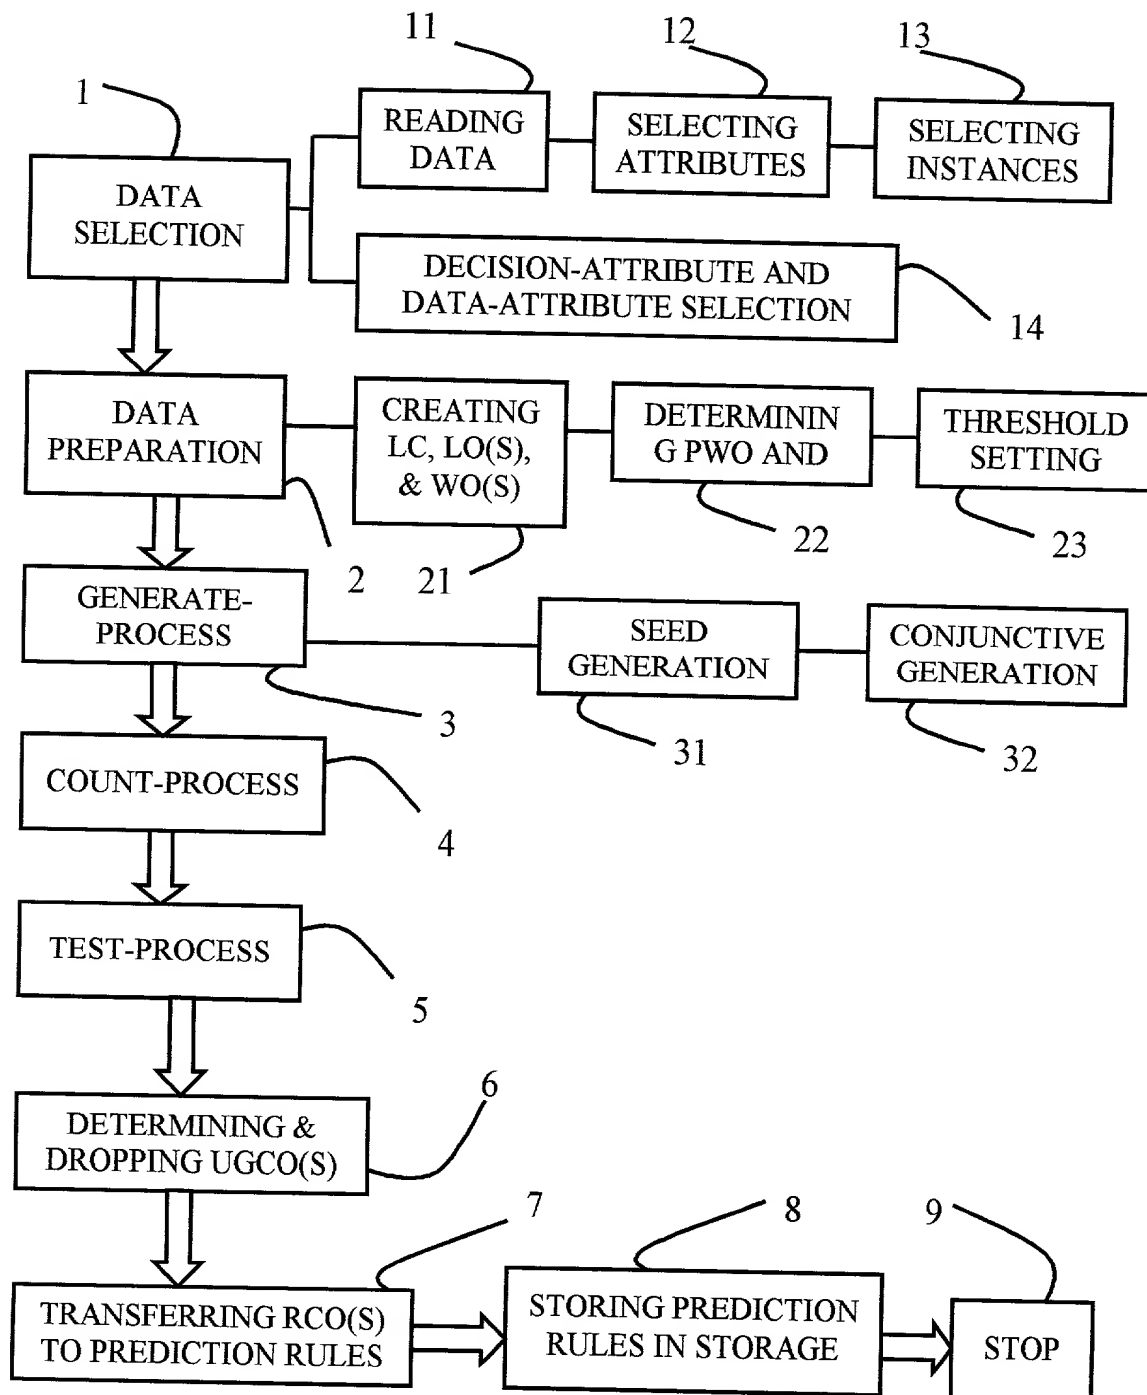 11
12
13
1
READING
DATA
SELECTING
ATTRIBUTES
SELECTING
INSTANCES
DATA
SELECTION
DECISION-ATTRIBUTE AND
DATA-ATTRIBUTE SELECTION
14
DATA
PREPARATION
CREATING
LC, LO(S),
& WO(S)
DETERMININ
G PWO AND
THRESHOLD
SETTING
2
21
22
23
GENERATE-
PROCESS
SEED
GENERATION
CONJUNCTIVE
GENERATION
3
31
32
COUNT-PROCESS
4
TEST-PROCESS
5
6
DETERMINING &
DROPPING UGCO(S)
7
8
9
TRANSFERRING RCO(S)
TO PREDICTION RULES
STORING PREDICTION
RULES IN STORAGE
STOP